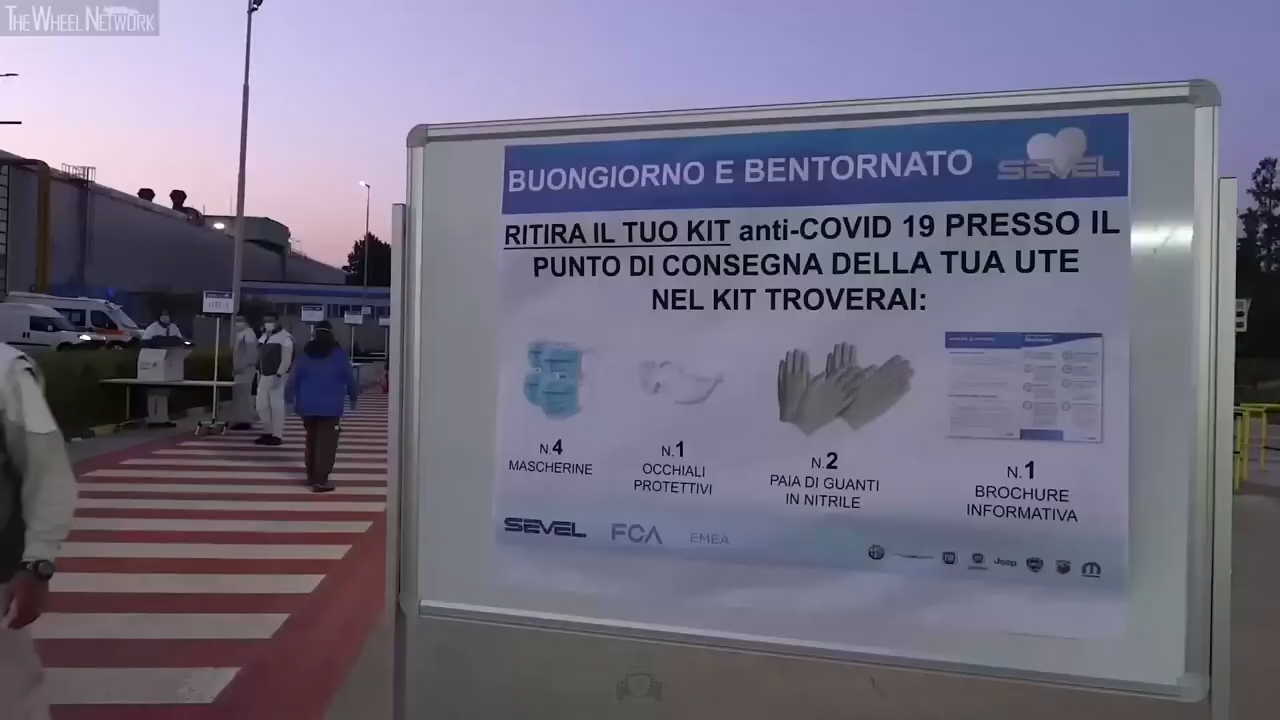 THE WHEEL NETWORK
BUONGIORNO E BENTORNATO
SEVEL
RITIRA IL TUO KIT anti-COVID 19 PRESSO IL
PUNTO DI CONSEGNA DELLA TUA UTE
NEL KIT TROVERAI:
N.4
MASCHERINE
N.1
OCCHIALI
PROTETTIVI
N.2
PAIA DI GUANTI
IN NITRILE
N.1
BROCHURE
INFORMATIVA
SEVEL FCA EMEA
Jeep